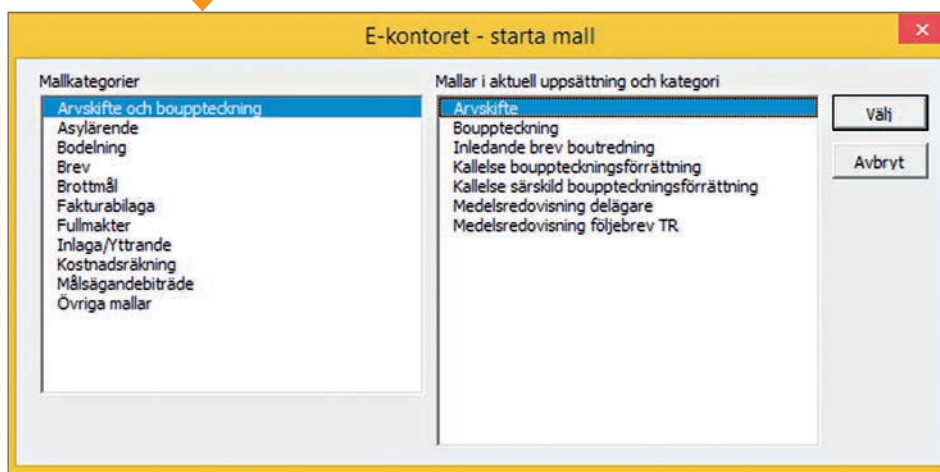 E-kontoret - starta mall
Mallkategorier
Arvskifte och bouppteckning
Asylärende
Bodelning
Brev
Brottmål
Fakturabilaga
Fullmakter
Inlaga/Yttrande
Kostnadsräkning
Målsägandebiträde
Övriga mallar
Mallar i aktuell uppsättning och kategori
Arvskifte
Bouppteckning
Inledande brev boutredning
Kallelse bouppteckningsförrättning
Kallelse särskild bouppteckningsförrättning
Medelsredovisning delägare
Medelsredovisning följebrev TR
Välj
Avbryt